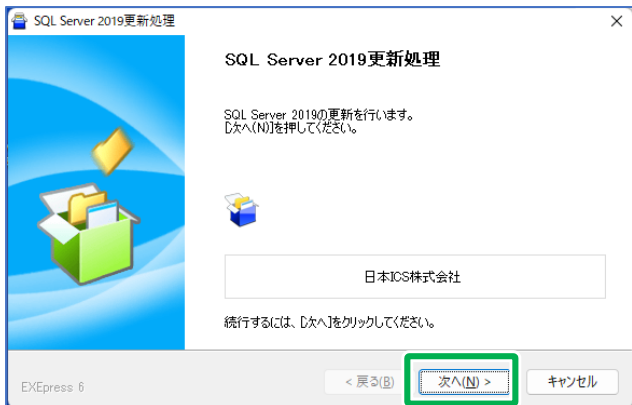 SQL Server 2019更新処理
SQL Server 2019更新処理
SQL Server 2019の更新を行います。
[次へ(N)]を押してください。
日本ICS株式会社
続行するには、[次へ]をクリックしてください。
EXEpress 6
< 戻る(B)
次へ(N) >
キャンセル